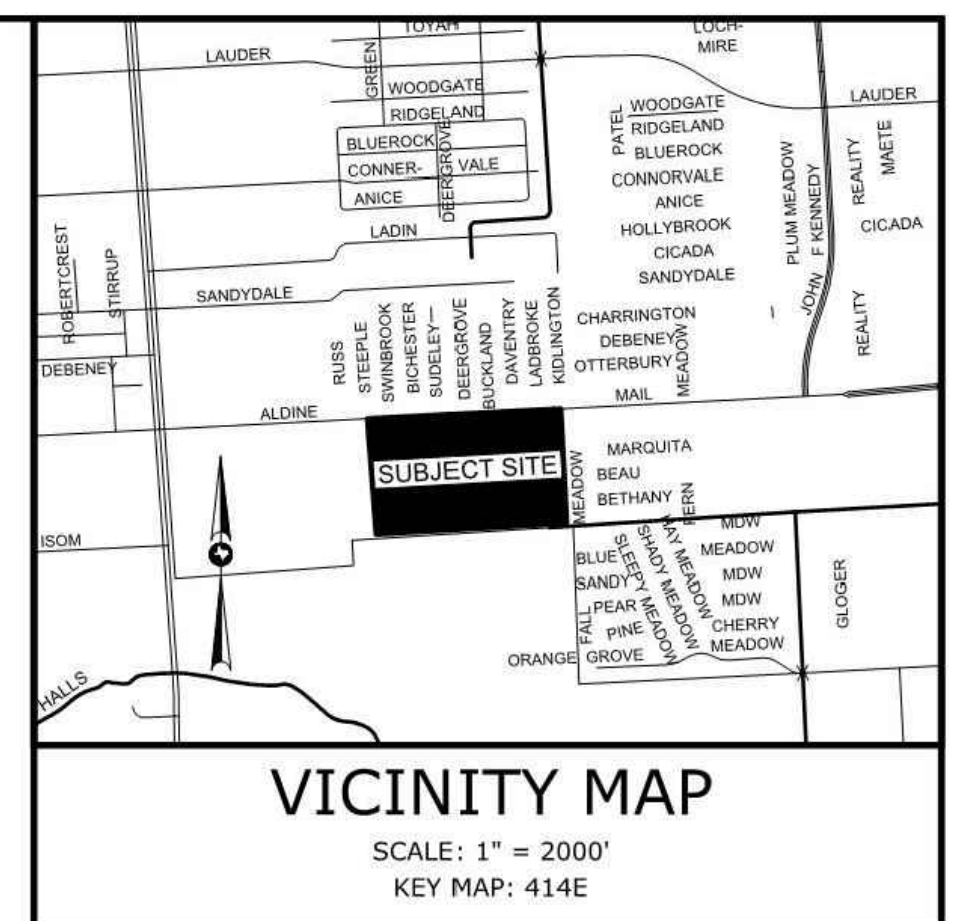 TOYAH
LOCH-
MIRE
LAUDER
GREEN
WOODGATE
RIDGELAND
BLUEROCK
DEERGROVE
CONNER-
VALE
ANICE
LADIN
SANDYDALE
ROBERTCREST
STIRRUP
DEBENEY
ALDINE
RUSS
STEEPLE
SWINBROOK
BICHESTER
SUDELEY
DEERGROVE
BUCKLAND
DAVENTRY
LADBROKE
KIDLINGTON
PATEL
WOODGATE
RIDGELAND
BLUEROCK
CONNORVALE
ANICE
HOLLYBROOK
CICADA
SANDYDALE
CHARRINGTON
DEBENEY
OTTERBURY
MEADOW
MAIL
PLUM MEADOW
JOHN F KENNEDY
LAUDER
REALITY
MAETE
CICADA
REALITY
SUBJECT SITE
MEADOW
MARQUITA
BEAU
BETHANY
FERN
ISOM
BLUE
SANDY
PEAR
PINE
FALL
SLEEPY MEADOW
SHADY MEADOW
HAY MEADOW
MDW
MEADOW
MDW
MDW
CHERRY
MEADOW
ORANGE GROVE
GLOGER
HALLS
VICINITY MAP
SCALE: 1" = 2000'
KEY MAP: 414E